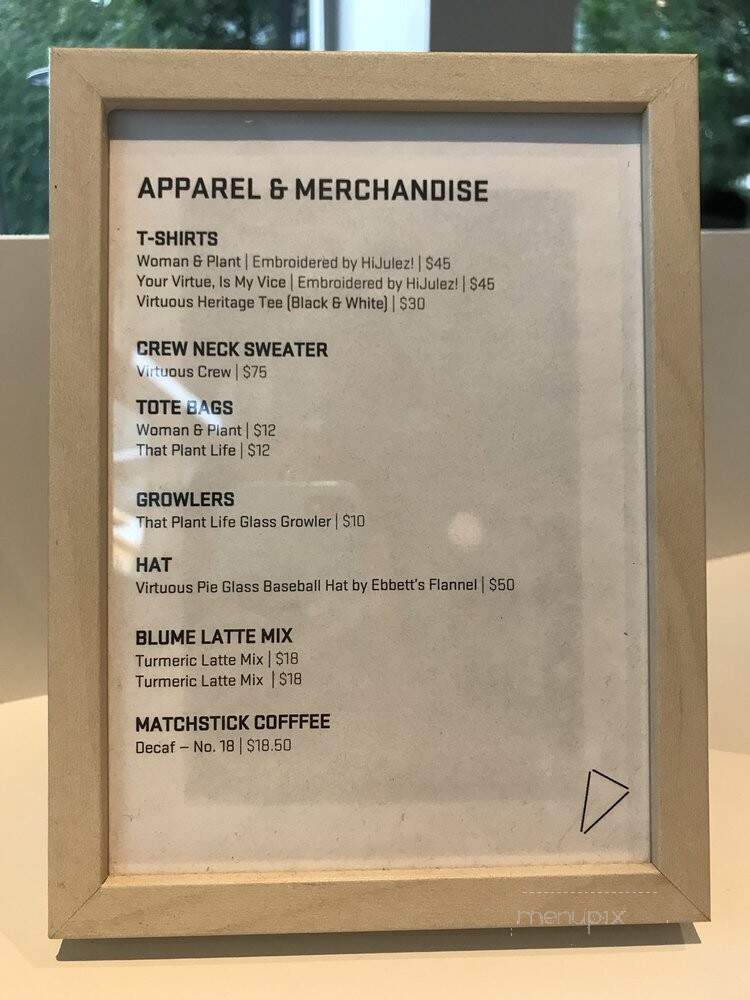 APPAREL & MERCHANDISE
T-SHIRTS
Woman & Plant | Embroidered by HiJulez! | $45
Your Virtue, Is My Vice | Embroidered by HiJulez! | $45
Virtuous Heritage Tee (Black & White) | $30
CREW NECK SWEATER
Virtuous Crew | $75
TOTE BAGS
Woman & Plant | $12
That Plant Life | $12
GROWLERS
That Plant Life Glass Growler | $10
HAT
Virtuous Pie Glass Baseball Hat by Ebbett's Flannel | $50
BLUME LATTE MIX
Turmeric Latte Mix | $18
Turmeric Latte Mix | $18
MATCHSTICK COFFFEE
Decaf – No. 18 | $18.50
menupix